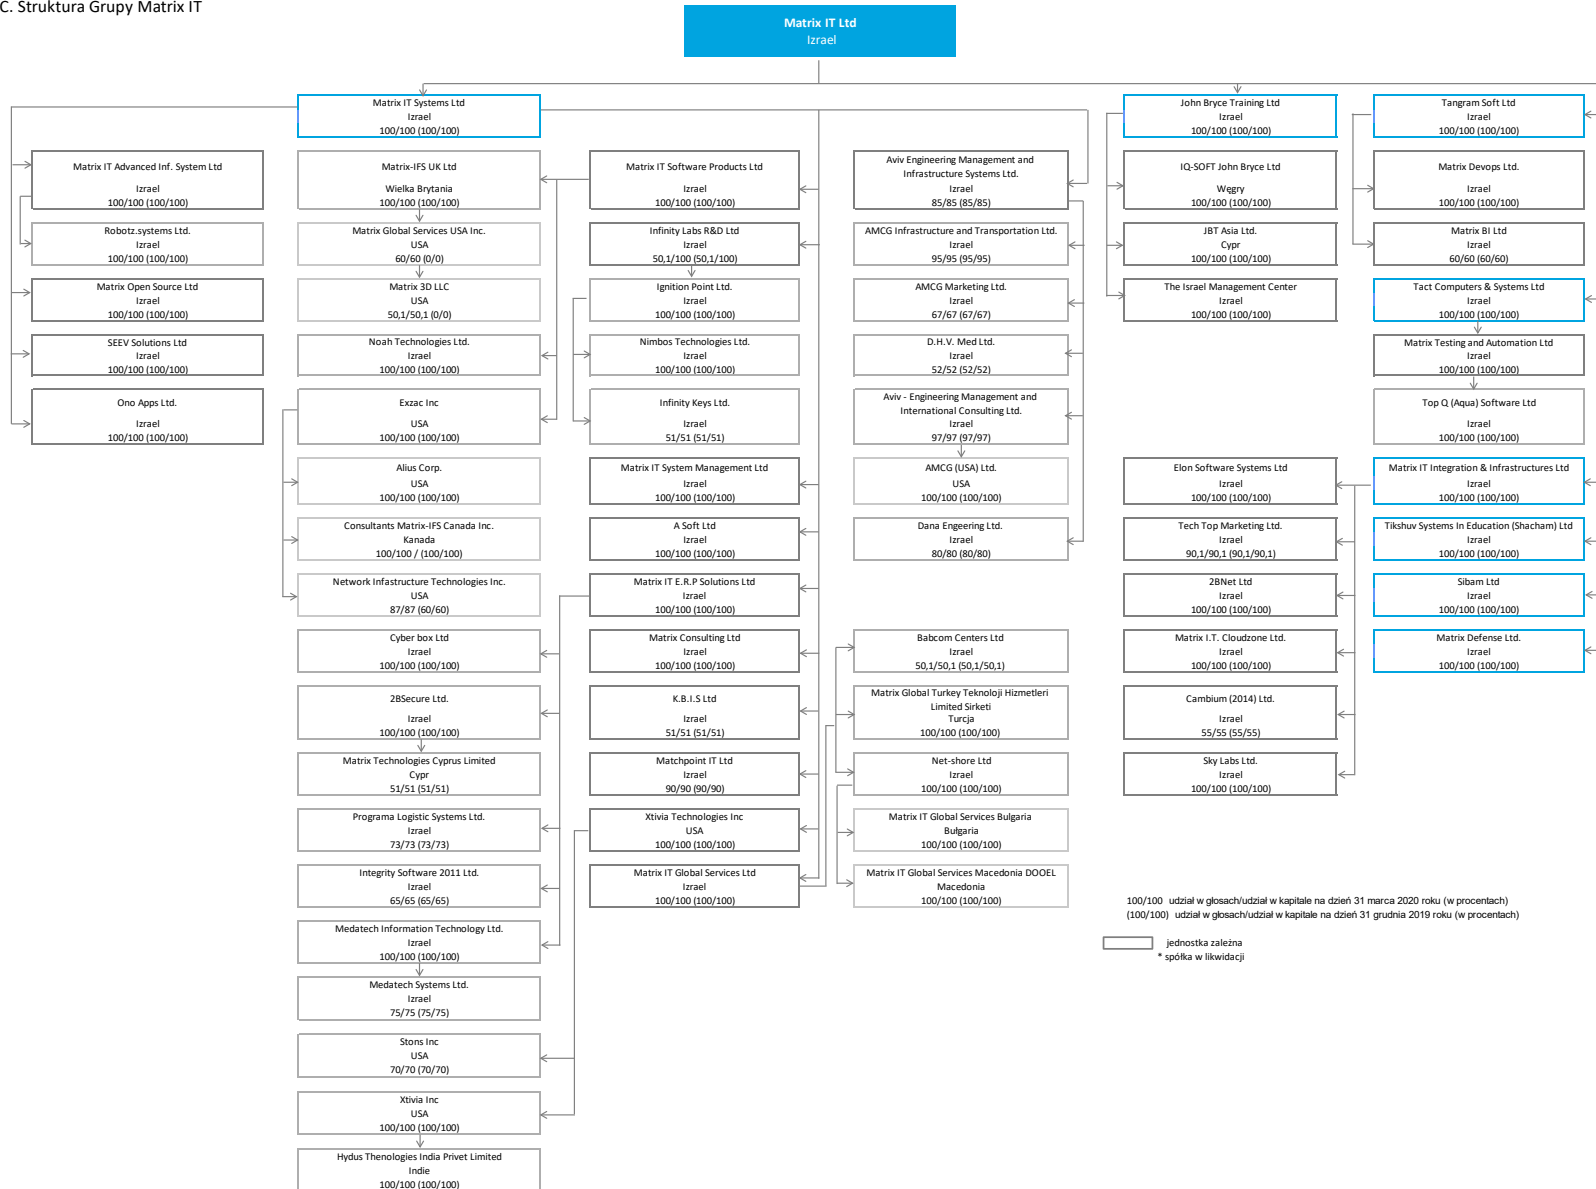 C. Struktura Grupy Matrix IT
Matrix IT Ltd
Izrael
Matrix IT Systems Ltd
Izrael
100/100 (100/100)
John Bryce Training Ltd
Izrael
100/100 (100/100)
Tangram Soft Ltd
Izrael
100/100 (100/100)
Matrix IT Advanced Inf. System Ltd
Izrael
100/100 (100/100)
Matrix-IFS UK Ltd
Wielka Brytania
100/100 (100/100)
Matrix IT Software Products Ltd
Izrael
100/100 (100/100)
Aviv Engineering Management and
Infrastructure Systems Ltd.
Izrael
85/85 (85/85)
IQ-SOFT John Bryce Ltd
Węgry
100/100 (100/100)
Matrix Devops Ltd.
Izrael
100/100 (100/100)
Robotz.systems Ltd.
Izrael
100/100 (100/100)
Matrix Global Services USA Inc.
USA
60/60 (0/0)
Infinity Labs R&D Ltd
Izrael
50,1/100 (50,1/100)
AMCG Infrastructure and Transportation Ltd.
Izrael
95/95 (95/95)
JBT Asia Ltd.
Cypr
100/100 (100/100)
Matrix BI Ltd
Izrael
60/60 (60/60)
Matrix Open Source Ltd
Izrael
100/100 (100/100)
Matrix 3D LLC
USA
50,1/50,1 (0/0)
Ignition Point Ltd.
Izrael
100/100 (100/100)
AMCG Marketing Ltd.
Izrael
67/67 (67/67)
The Israel Management Center
Izrael
100/100 (100/100)
Tact Computers & Systems Ltd
Izrael
100/100 (100/100)
SEEV Solutions Ltd
Izrael
100/100 (100/100)
Noah Technologies Ltd.
Izrael
100/100 (100/100)
Nimbos Technologies Ltd.
Izrael
100/100 (100/100)
D.H.V. Med Ltd.
Izrael
52/52 (52/52)
Matrix Testing and Automation Ltd
Izrael
100/100 (100/100)
Ono Apps Ltd.
Izrael
100/100 (100/100)
Exzac Inc
USA
100/100 (100/100)
Infinity Keys Ltd.
Izrael
51/51 (51/51)
Aviv - Engineering Management and
International Consulting Ltd.
Izrael
97/97 (97/97)
Top Q (Aqua) Software Ltd
Izrael
100/100 (100/100)
Alius Corp.
USA
100/100 (100/100)
Matrix IT System Management Ltd
Izrael
100/100 (100/100)
AMCG (USA) Ltd.
USA
100/100 (100/100)
Elon Software Systems Ltd
Izrael
100/100 (100/100)
Matrix IT Integration & Infrastructures Ltd
Izrael
100/100 (100/100)
Consultants Matrix-IFS Canada Inc.
Kanada
100/100 / (100/100)
A Soft Ltd
Izrael
100/100 (100/100)
Dana Engeering Ltd.
Izrael
80/80 (80/80)
Tech Top Marketing Ltd.
Izrael
90,1/90,1 (90,1/90,1)
Tikshuv Systems In Education (Shacham) Ltd
Izrael
100/100 (100/100)
Network Infastructure Technologies Inc.
USA
87/87 (60/60)
Matrix IT E.R.P Solutions Ltd
Izrael
100/100 (100/100)
2BNet Ltd
Izrael
100/100 (100/100)
Sibam Ltd
Izrael
100/100 (100/100)
Cyber box Ltd
Izrael
100/100 (100/100)
Matrix Consulting Ltd
Izrael
100/100 (100/100)
Babcom Centers Ltd
Izrael
50,1/50,1 (50,1/50,1)
Matrix I.T. Cloudzone Ltd.
Izrael
100/100 (100/100)
Matrix Defense Ltd.
Izrael
100/100 (100/100)
2BSecure Ltd.
Izrael
100/100 (100/100)
K.B.I.S Ltd
Izrael
51/51 (51/51)
Matrix Global Turkey Teknoloji Hizmetleri
Limited Sirketi
Turcja
100/100 (100/100)
Cambium (2014) Ltd.
Izrael
55/55 (55/55)
Matrix Technologies Cyprus Limited
Cypr
51/51 (51/51)
Matchpoint IT Ltd
Izrael
90/90 (90/90)
Net-shore Ltd
Izrael
100/100 (100/100)
Sky Labs Ltd.
Izrael
100/100 (100/100)
Programa Logistic Systems Ltd.
Izrael
73/73 (73/73)
Xtivia Technologies Inc
USA
100/100 (100/100)
Matrix IT Global Services Bulgaria
Bułgaria
100/100 (100/100)
Integrity Software 2011 Ltd.
Izrael
65/65 (65/65)
Matrix IT Global Services Ltd
Izrael
100/100 (100/100)
Matrix IT Global Services Macedonia DOOEL
Macedonia
100/100 (100/100)
100/100 udział w głosach/udział w kapitale na dzień 31 marca 2020 roku (w procentach)
(100/100) udział w głosach/udział w kapitale na dzień 31 grudnia 2019 roku (w procentach)
jednostka zależna
* spółka w likwidacji
Medatech Information Technology Ltd.
Izrael
100/100 (100/100)
Medatech Systems Ltd.
Izrael
75/75 (75/75)
Stons Inc
USA
70/70 (70/70)
Xtivia Inc
USA
100/100 (100/100)
Hydus Thenologies India Privet Limited
Indie
100/100 (100/100)